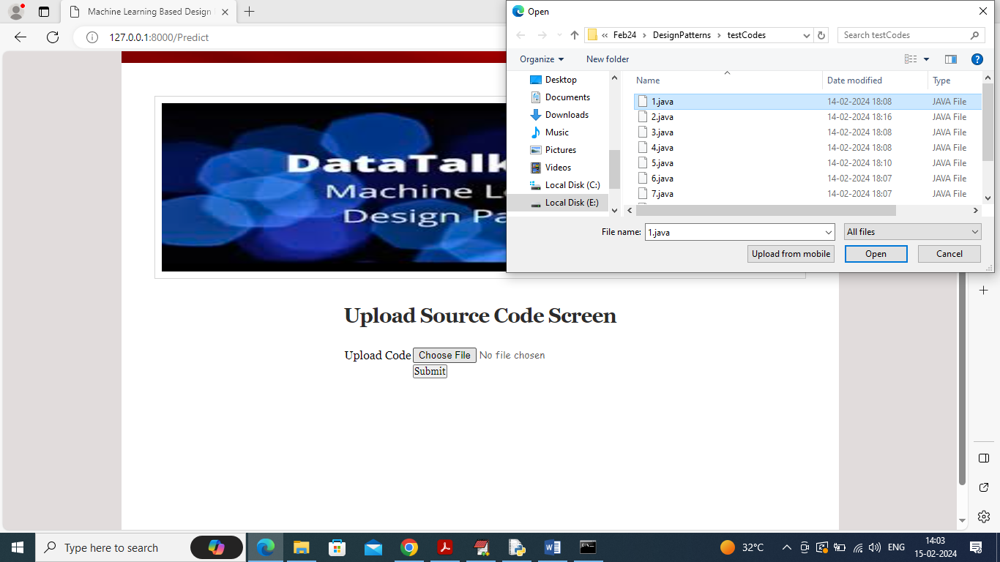 Machine Learning Based Design
127.0.0.1:8000/Predict
DataTalk
Machine
Design
Upload Source Code Screen
Upload Code Choose File No file chosen
Submit
Open
« Feb24 › DesignPatterns › testCodes
Search testCodes
Organize
New folder
Desktop
Documents
Downloads
Music
Pictures
Videos
Local Disk (C:)
Local Disk (E:)
Name Date modified Type
1.java 14-02-2024 18:08 JAVA File
2.java 14-02-2024 18:16 JAVA File
3.java 14-02-2024 18:08 JAVA File
4.java 14-02-2024 18:08 JAVA File
5.java 14-02-2024 18:10 JAVA File
6.java 14-02-2024 18:07 JAVA File
7.java 14-02-2024 18:07 JAVA File
File name: 1.java
All files
Upload from mobile
Open
Cancel
Type here to search
32°C
ENG
14:03
15-02-2024